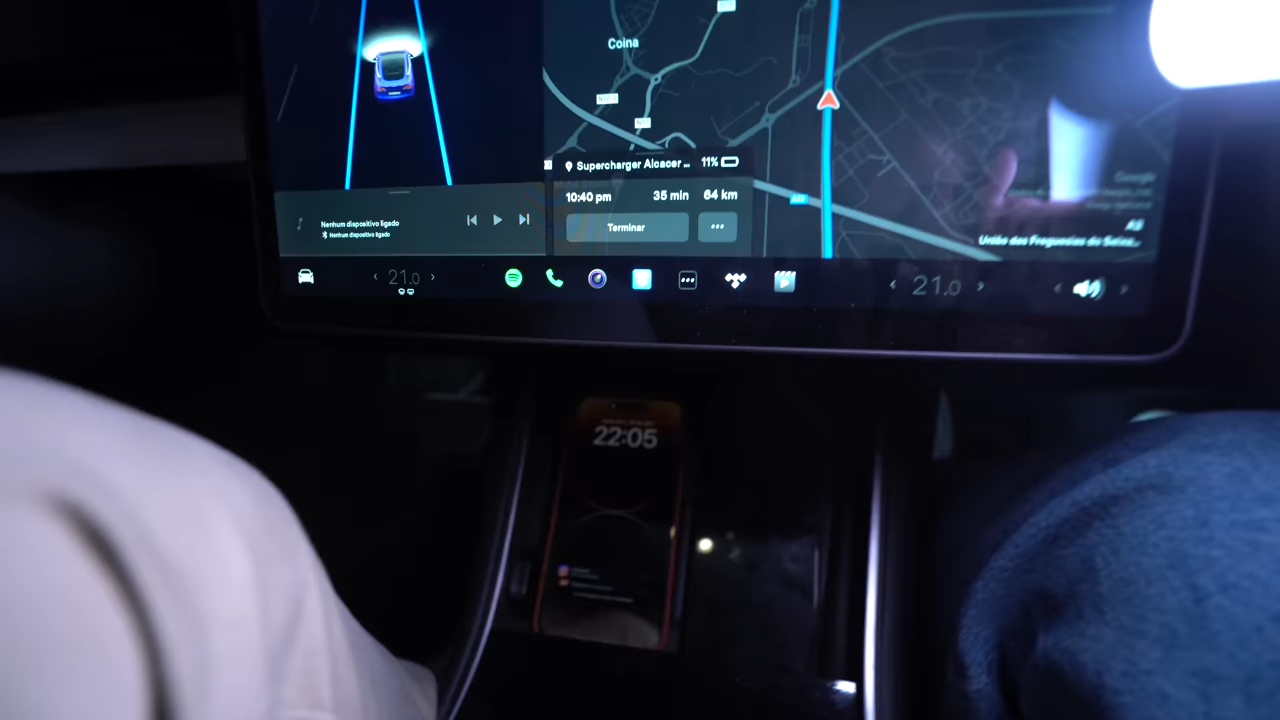 Coina
Supercharger Alcacer ... 11%
10:40 pm 35 min 64 km
Terminar
Nenhum dispositivo ligado
Nenhum dispositivo ligado
Google
A2
União das Freguesias do Seixa...
21.0
21.0
22:05